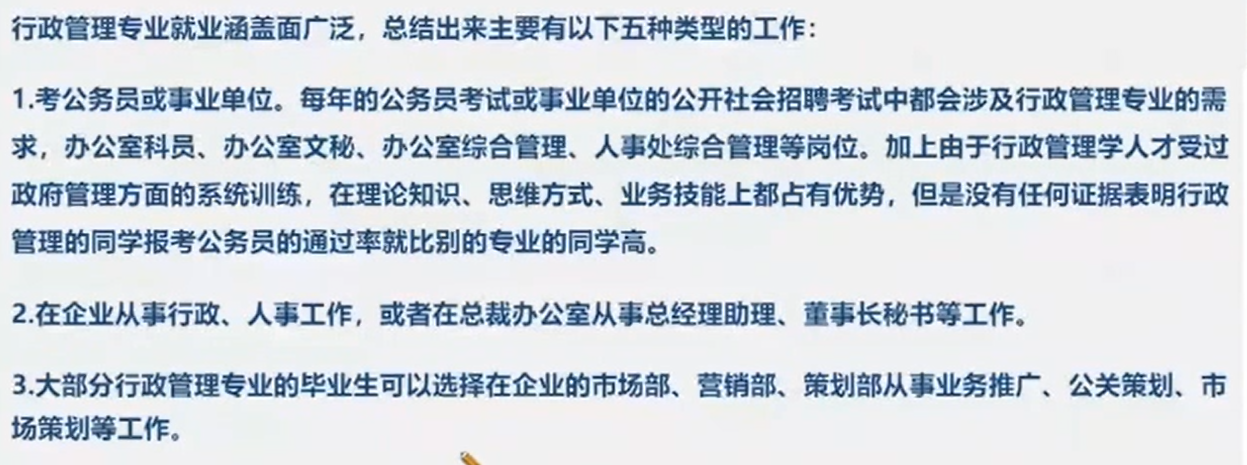 行政管理专业就业涵盖面广泛，总结出来主要有以下五种类型的工作：
1.考公务员或事业单位。每年的公务员考试或事业单位的公开社会招聘考试中都会涉及行政管理专业的需
求，办公室科员、办公室文秘、办公室综合管理、人事处综合管理等岗位。加上由于行政管理学人才受过
政府管理方面的系统训练，在理论知识、思维方式、业务技能上都占有优势，但是没有任何证据表明行政
管理的同学报考公务员的通过率就比别的专业的同学高。
2.在企业从事行政、人事工作，或者在总裁办公室从事总经理助理、董事长秘书等工作。
3.大部分行政管理专业的毕业生可以选择在企业的市场部、营销部、策划部从事业务推广、公关策划、市
场策划等工作。